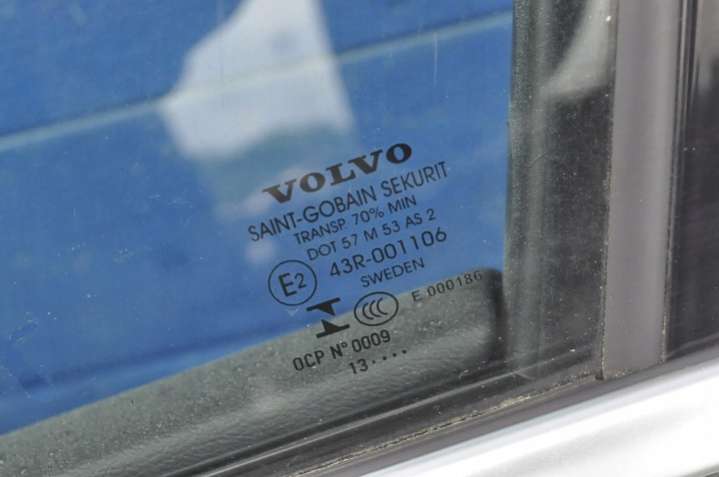 VOLVO
SAINT-GOBAIN SEKURIT
TRANSP. 70% MIN
DOT 57 M 53 AS 2
E2 43R-001106
SWEDEN
CCC E 000186
OCP N° 0009
13····